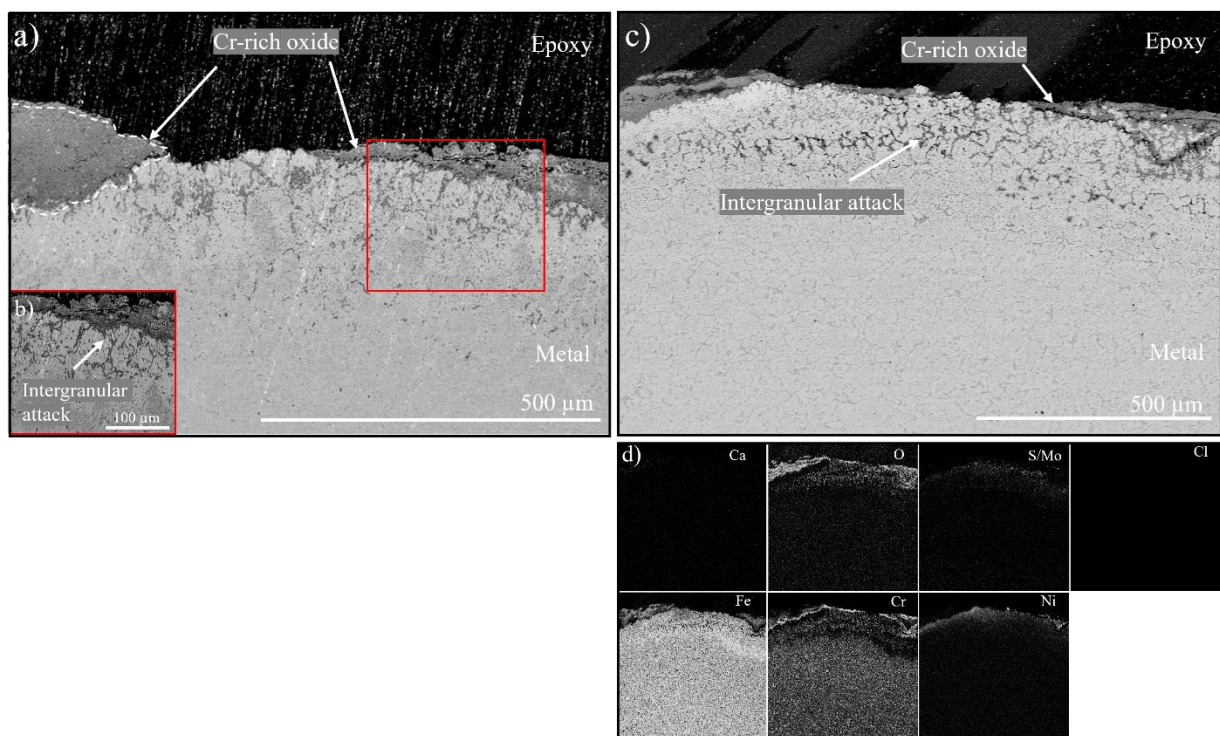 a)
Cr-rich oxide
Epoxy
b)
Intergranular
attack
100 µm
Metal
500 µm
c)
Epoxy
Cr-rich oxide
Intergranular attack
Metal
500 µm
d)
Ca
O
S/Mo
Cl
Fe
Cr
Ni